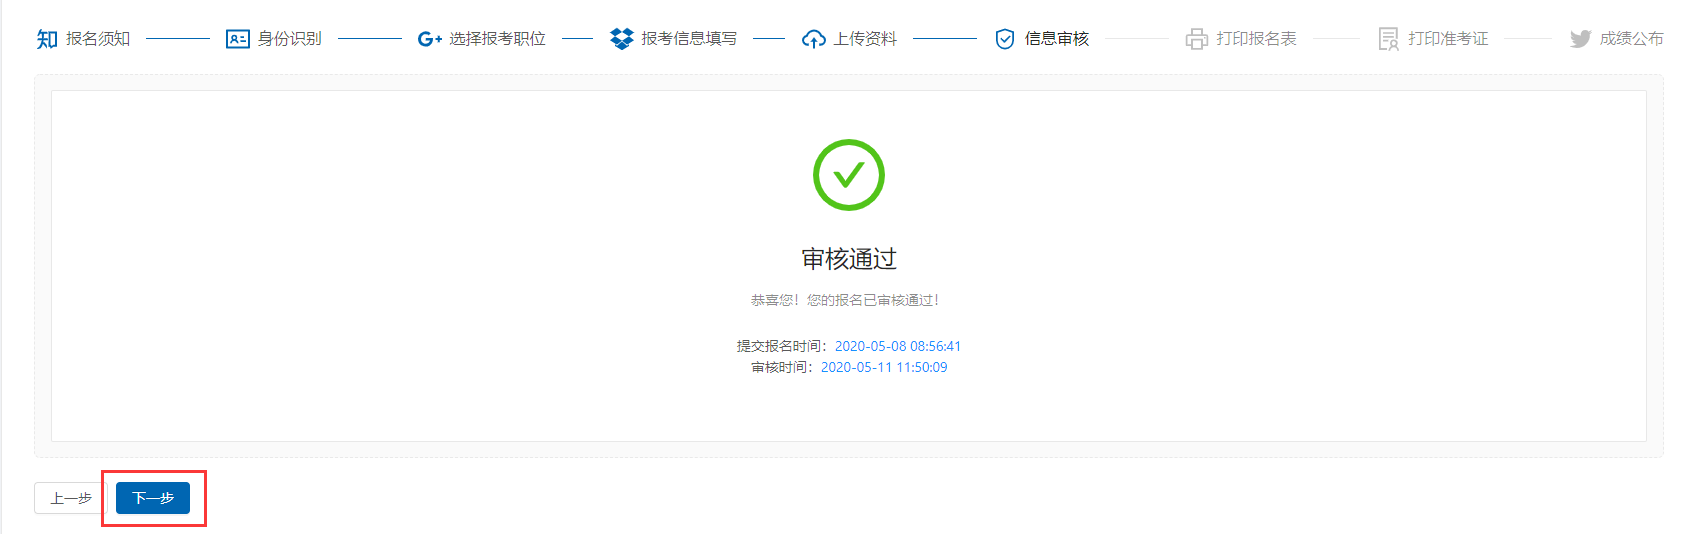 知 报名须知 身份识别 G+ 选择报考职位 报考信息填写 上传资料 信息审核 打印报名表 打印准考证 成绩公布
审核通过
恭喜您！您的报名已审核通过！
提交报名时间：2020-05-08 08:56:41
审核时间：2020-05-11 11:50:09
上一步 下一步